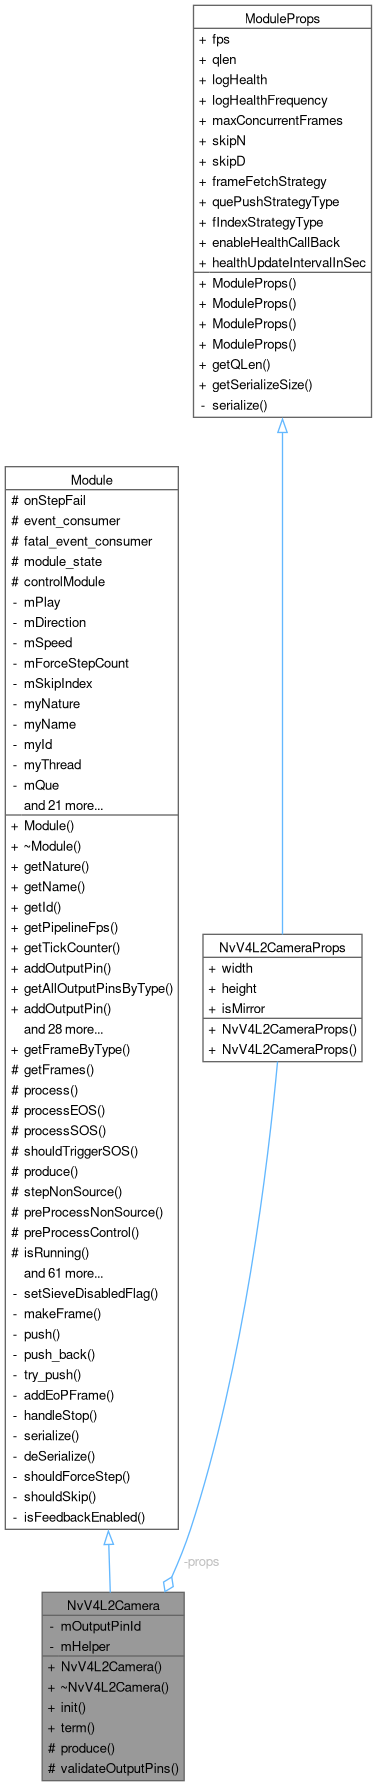 ModuleProps
+ fps
+ qlen
+ logHealth
+ logHealthFrequency
+ maxConcurrentFrames
+ skipN
+ skipD
+ frameFetchStrategy
+ quePushStrategyType
+ fIndexStrategyType
+ enableHealthCallBack
+ healthUpdateIntervalInSec
+ ModuleProps()
+ ModuleProps()
+ ModuleProps()
+ ModuleProps()
+ getQLen()
+ getSerializeSize()
- serialize()
Module
# onStepFail
# event_consumer
# fatal_event_consumer
# module_state
# controlModule
- mPlay
- mDirection
- mSpeed
- mForceStepCount
- mSkipIndex
- myNature
- myName
- myId
- myThread
- mQue
and 21 more...
+ Module()
+ ~Module()
+ getNature()
+ getName()
+ getId()
+ getPipelineFps()
+ getTickCounter()
+ addOutputPin()
+ getAllOutputPinsByType()
+ addOutputPin()
and 28 more...
+ getFrameByType()
# getFrames()
# process()
# processEOS()
# processSOS()
# shouldTriggerSOS()
# produce()
# stepNonSource()
# preProcessNonSource()
# preProcessControl()
# isRunning()
and 61 more...
- setSieveDisabledFlag()
- makeFrame()
- push()
- push_back()
- try_push()
- addEoPFrame()
- handleStop()
- serialize()
- deSerialize()
- shouldForceStep()
- shouldSkip()
- isFeedbackEnabled()
NvV4L2CameraProps
+ width
+ height
+ isMirror
+ NvV4L2CameraProps()
+ NvV4L2CameraProps()
-props
NvV4L2Camera
- mOutputPinId
- mHelper
+ NvV4L2Camera()
+ ~NvV4L2Camera()
+ init()
+ term()
# produce()
# validateOutputPins()